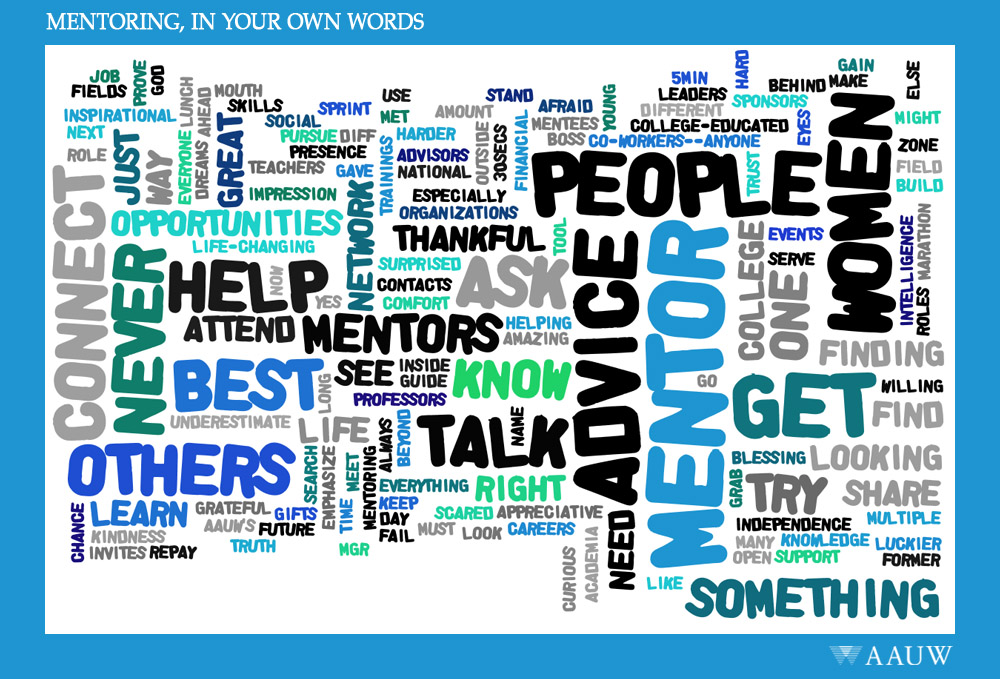 MENTORING, IN YOUR OWN WORDS
JOB
FIELDS
PROVE
GOD
INSPIRATIONAL
NEXT
ROLE
JUST
WAY
EVERYONE
LUNCH
DREAMS
AHEAD
MOUTH
SKILLS
GREAT
SOCIAL
SPRINT
PURSUE
DIFF
PRESENCE
TEACHERS
GAVE
IMPRESSION
USE
MET
HARDER
TRAININGS
ADVISORS
NATIONAL
AMOUNT
OUTSIDE
30SECS
STAND
FINANCIAL
AFRAID
MENTEES
BOSS
YOUNG
5MIN
LEADERS
DIFFERENT
COLLEGE-EDUCATED
CO-WORKERS--ANYONE
HARD
SPONSORS
BEHIND
EYES
TRUST
GAIN
MAKE
ELSE
MIGHT
ZONE
FIELD
BUILD
WOMEN
PEOPLE
CONNECT
NEVER
OPPORTUNITIES
LIFE-CHANGING
NETWORK
ESPECIALLY
ORGANIZATIONS
THANKFUL
TOOL
SURPRISED
CONTACTS
COMFORT
ASK
HELP
NOW
YES
ATTEND
MENTORS
HELPING
AMAZING
ADVICE
MENTOR
COLLEGE
ONE
EVENTS
SERVE
INTELLIGENCE
ROLES
MARATHON
FINDING
BEST
LONG
UNDERESTIMATE
SEE
INSIDE
GUIDE
KNOW
PROFESSORS
GO
GET
WILLING
FIND
LIFE
ALWAYS
BEYOND
TALK
NAME
OTHERS
SEARCH
EMPHASIZE
MEET
TIME
MENTORING
EVERYTHING
RIGHT
BLESSING
GRAB
LOOKING
TRY
SHARE
CHANCE
LEARN
GRATEFUL
GIFTS
AAUW'S
FUTURE
KINDNESS
INVITES
REPAY
TRUTH
MGR
KEEP
DAY
FAIL
SCARED
APPRECIATIVE
MUST
LOOK
CAREERS
CURIOUS
ACADEMIA
NEED
INDEPENDENCE
MANY
KNOWLEDGE
OPEN
SUPPORT
MULTIPLE
LUCKIER
FORMER
LIKE
SOMETHING
AAUW